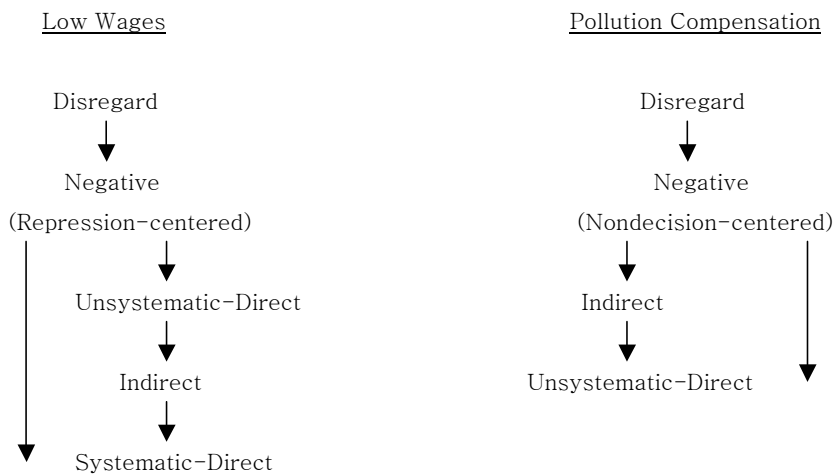 Low Wages
Disregard
Negative
(Repression-centered)
Unsystematic-Direct
Indirect
Systematic-Direct
Pollution Compensation
Disregard
Negative
(Nondecision-centered)
Indirect
Unsystematic-Direct